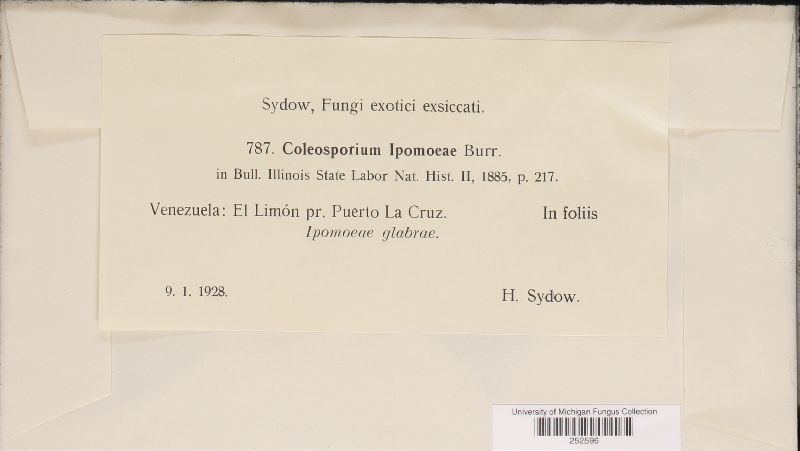 Sydow, Fungi exotici exsiccati.
787. Coleosporium Ipomoeae Burr.
in Bull. Illinois State Labor Nat. Hist. II, 1885, p. 217.
Venezuela: El Limón pr. Puerto La Cruz. In foliis
Ipomoeae glabrae.
9. 1. 1928. H. Sydow.
University of Michigan Fungus Collection
252596